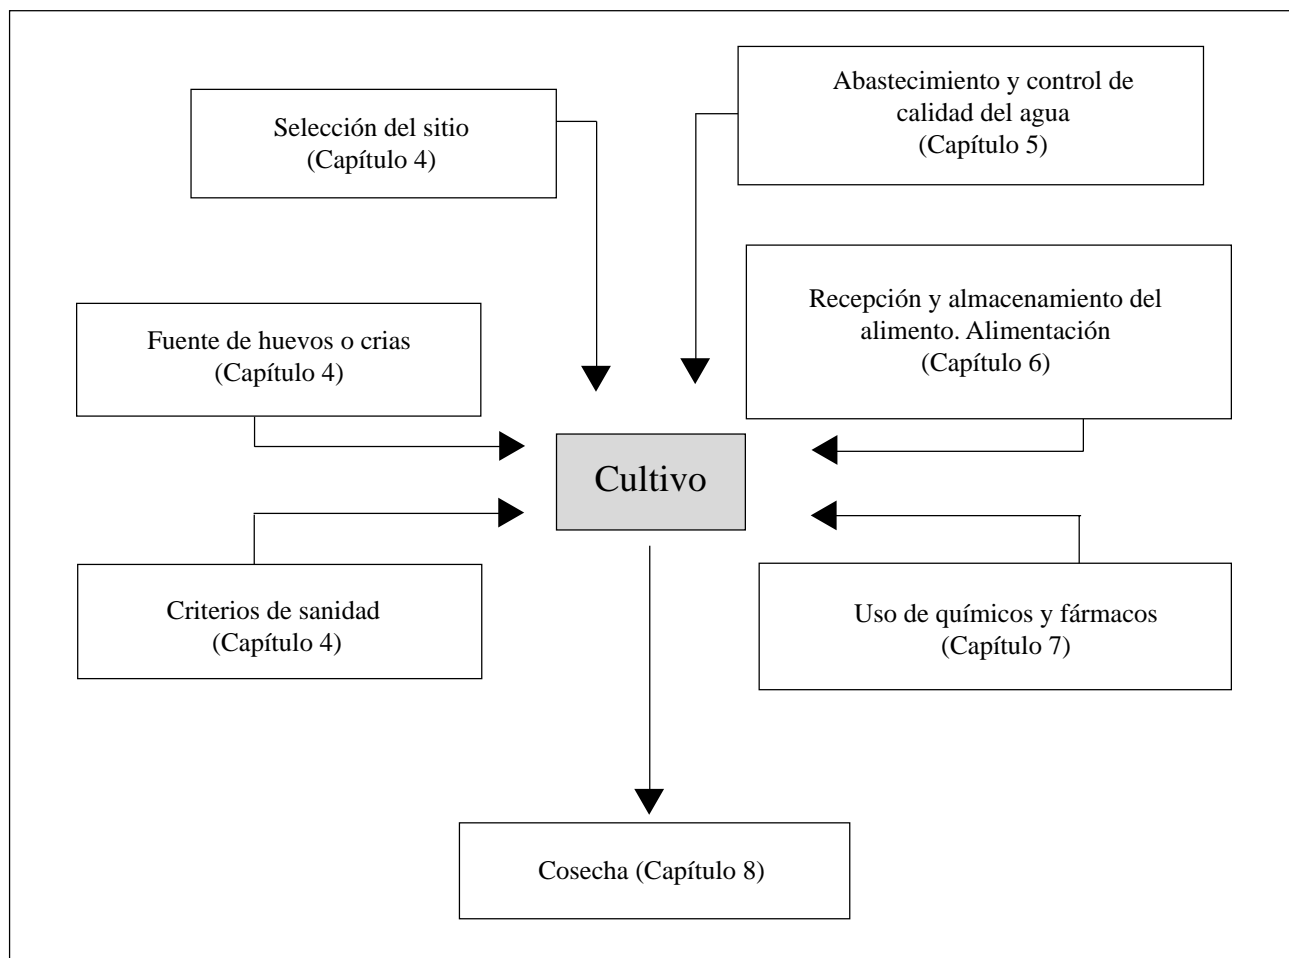 Selección del sitio
(Capítulo 4)
Abastecimiento y control de
calidad del agua
(Capítulo 5)
Fuente de huevos o crias
(Capítulo 4)
Recepción y almacenamiento del
alimento. Alimentación
(Capítulo 6)
Cultivo
Criterios de sanidad
(Capítulo 4)
Uso de químicos y fármacos
(Capítulo 7)
Cosecha (Capítulo 8)